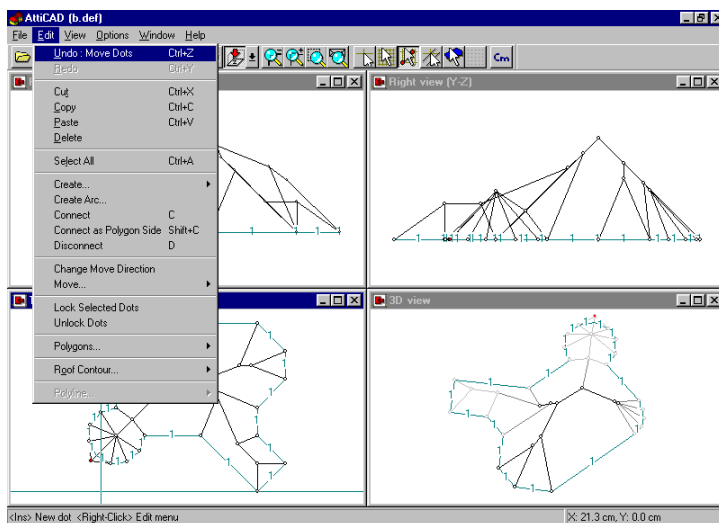 AttiCAD (b.def)
File Edit View Options Window Help
Cm
Undo : Move Dots Ctrl+Z
Redo Ctrl+Y
Cut Ctrl+X
Copy Ctrl+C
Paste Ctrl+V
Delete
Select All Ctrl+A
Create...
Create Arc...
Connect C
Connect as Polygon Side Shift+C
Disconnect D
Change Move Direction
Move...
Lock Selected Dots
Unlock Dots
Polygons...
Roof Contour...
Polyline...
Right view (Y-Z)
3D view
<Ins> New dot <Right-Click> Edit menu
X: 21.3 cm, Y: 0.0 cm